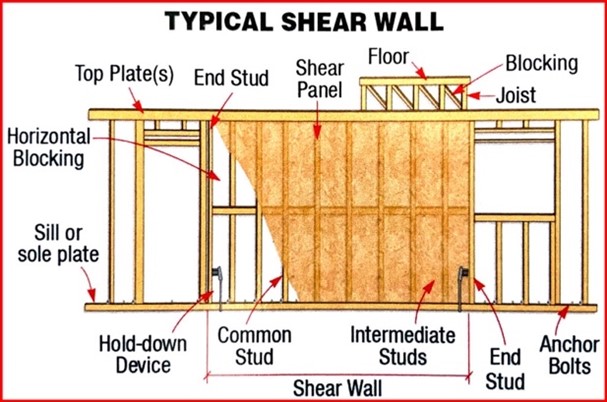 TYPICAL SHEAR WALL
Top Plate(s)
End Stud
Shear
Panel
Floor
Blocking
Joist
Horizontal
Blocking
Sill or
sole plate
Hold-down
Device
Common
Stud
Intermediate
Studs
End
Stud
Anchor
Bolts
Shear Wall